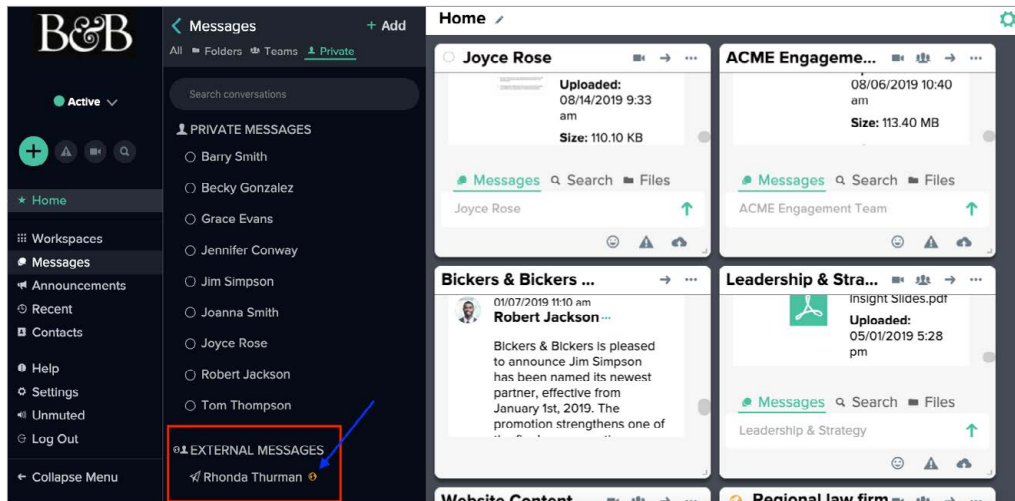 B&B
Active
Home
Workspaces
Messages
Announcements
Recent
Contacts
Help
Settings
Unmuted
Log Out
Collapse Menu
Messages
+ Add
All Folders Teams Private
Search conversations
PRIVATE MESSAGES
Barry Smith
Becky Gonzalez
Grace Evans
Jennifer Conway
Jim Simpson
Joanna Smith
Joyce Rose
Robert Jackson
Tom Thompson
EXTERNAL MESSAGES
Rhonda Thurman
Home
Joyce Rose
Uploaded:
08/14/2019 9:33
am
Size: 110.10 KB
Messages Search Files
Joyce Rose
ACME Engageme...
08/06/2019 10:40
am
Size: 113.40 MB
Messages Search Files
ACME Engagement Team
Bickers & Bickers ...
01/07/2019 11:10 am
Robert Jackson
Bickers & Bickers is pleased
to announce Jim Simpson
has been named its newest
partner, effective from
January 1st, 2019. The
promotion strengthens one of
Leadership & Stra...
Insight Slides.pdf
Uploaded:
05/01/2019 5:28
pm
Messages Search Files
Leadership & Strategy
Website Content
Regional law firm